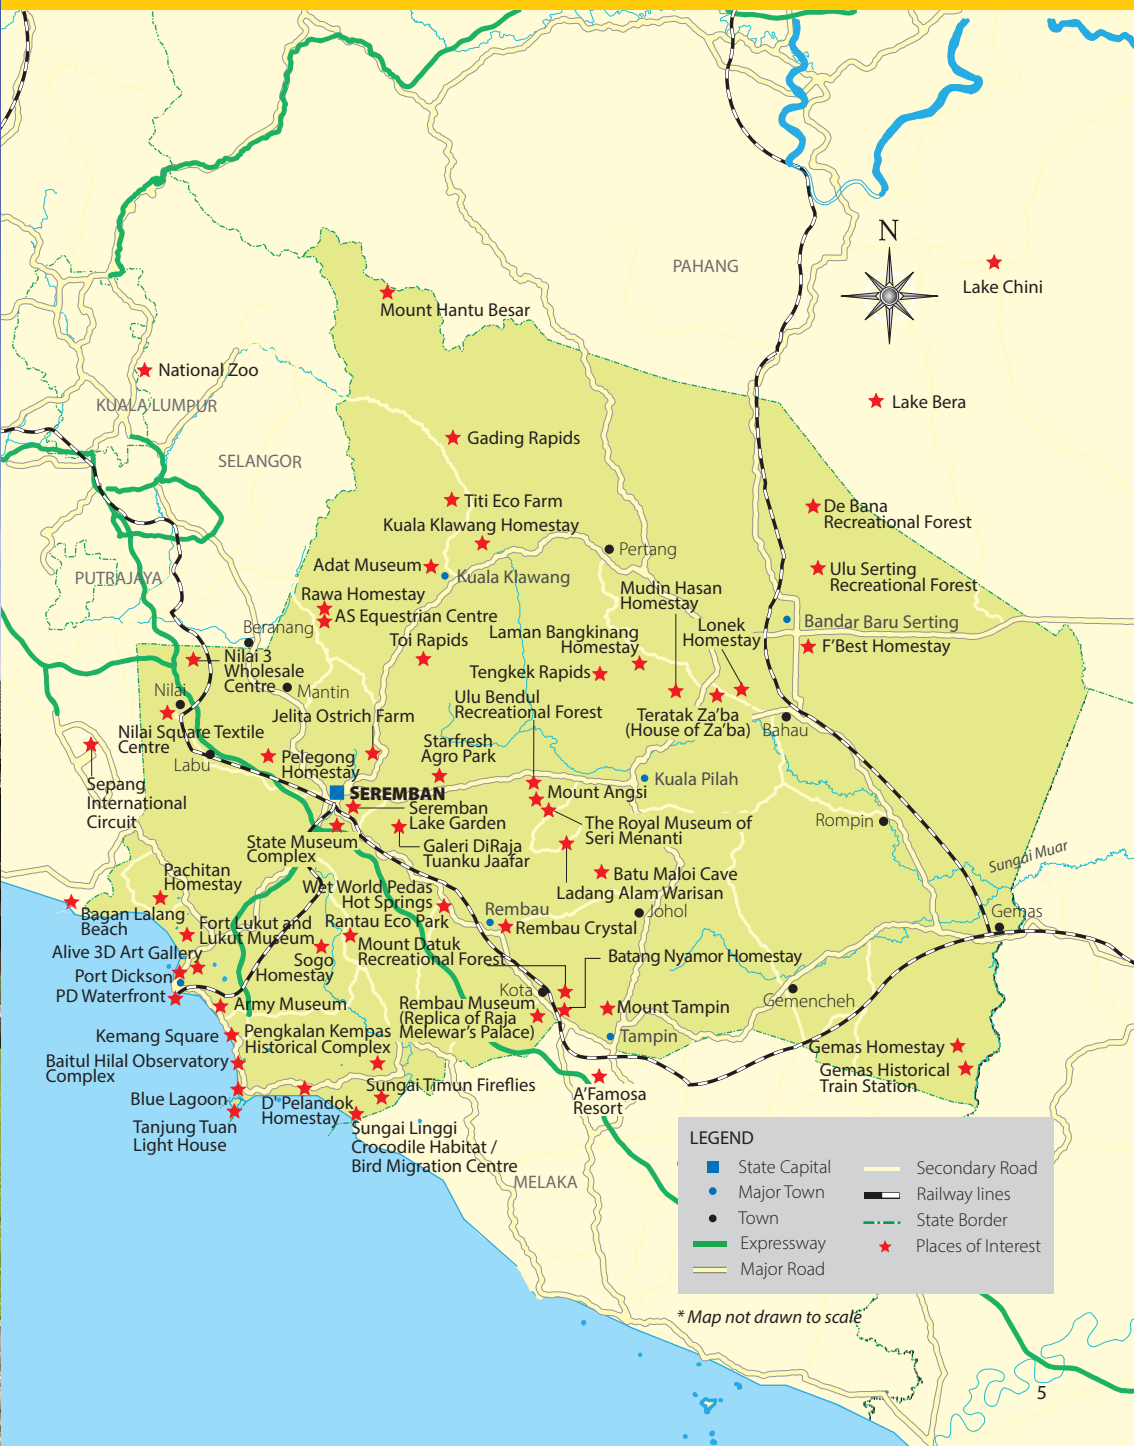 N
PAHANG
Lake Chini
Mount Hantu Besar
National Zoo
KUALA LUMPUR
Lake Bera
Gading Rapids
SELANGOR
Titi Eco Farm
De Bana
Recreational Forest
Kuala Klawang Homestay
Pertang
Adat Museum
Kuala Klawang
Ulu Serting
Recreational Forest
PUTRAJAYA
Mudin Hasan
Homestay
Rawa Homestay
AS Equestrian Centre
Bandar Baru Serting
Beranang
Toi Rapids
Laman Bangkinang
Homestay
Lonek
Homestay
F'Best Homestay
Nilai 3
Wholesale
Centre
Tengkek Rapids
Nilai
Mantin
Ulu Bendul
Recreational Forest
Jelita Ostrich Farm
Teratak Za'ba
(House of Za'ba)
Bahau
Nilai Square Textile
Centre
Starfresh
Agro Park
Labu
Pelegong
Homestay
Kuala Pilah
Sepang
International
Circuit
SEREMBAN
Mount Angsi
Seremban
Lake Garden
The Royal Museum of
Seri Menanti
Rompin
State Museum
Complex
Galeri DiRaja
Tuanku Jaafar
Sungai Muar
Pachitan
Homestay
Batu Maloi Cave
Wet World Pedas
Hot Springs
Ladang Alam Warisan
Bagan Lalang
Beach
Fort Lukut and
Lukut Museum
Rantau Eco Park
Rembau
Rembau Crystal
Johol
Gemas
Alive 3D Art Gallery
Sogo
Homestay
Mount Datuk
Recreational Forest
Batang Nyamor Homestay
Port Dickson
PD Waterfront
Army Museum
Kota
Gemencheh
Rembau Museum
(Replica of Raja
Melewar's Palace)
Mount Tampin
Kemang Square
Pengkalan Kempas
Historical Complex
Tampin
Gemas Homestay
Baitul Hilal Observatory
Complex
Gemas Historical
Train Station
Sungai Timun Fireflies
Blue Lagoon
D' Pelandok
Homestay
A'Famosa
Resort
Tanjung Tuan
Light House
Sungai Linggi
Crocodile Habitat /
Bird Migration Centre
MELAKA
LEGEND
State Capital
Major Town
Town
Expressway
Major Road
Secondary Road
Railway lines
State Border
Places of Interest
* Map not drawn to scale
5